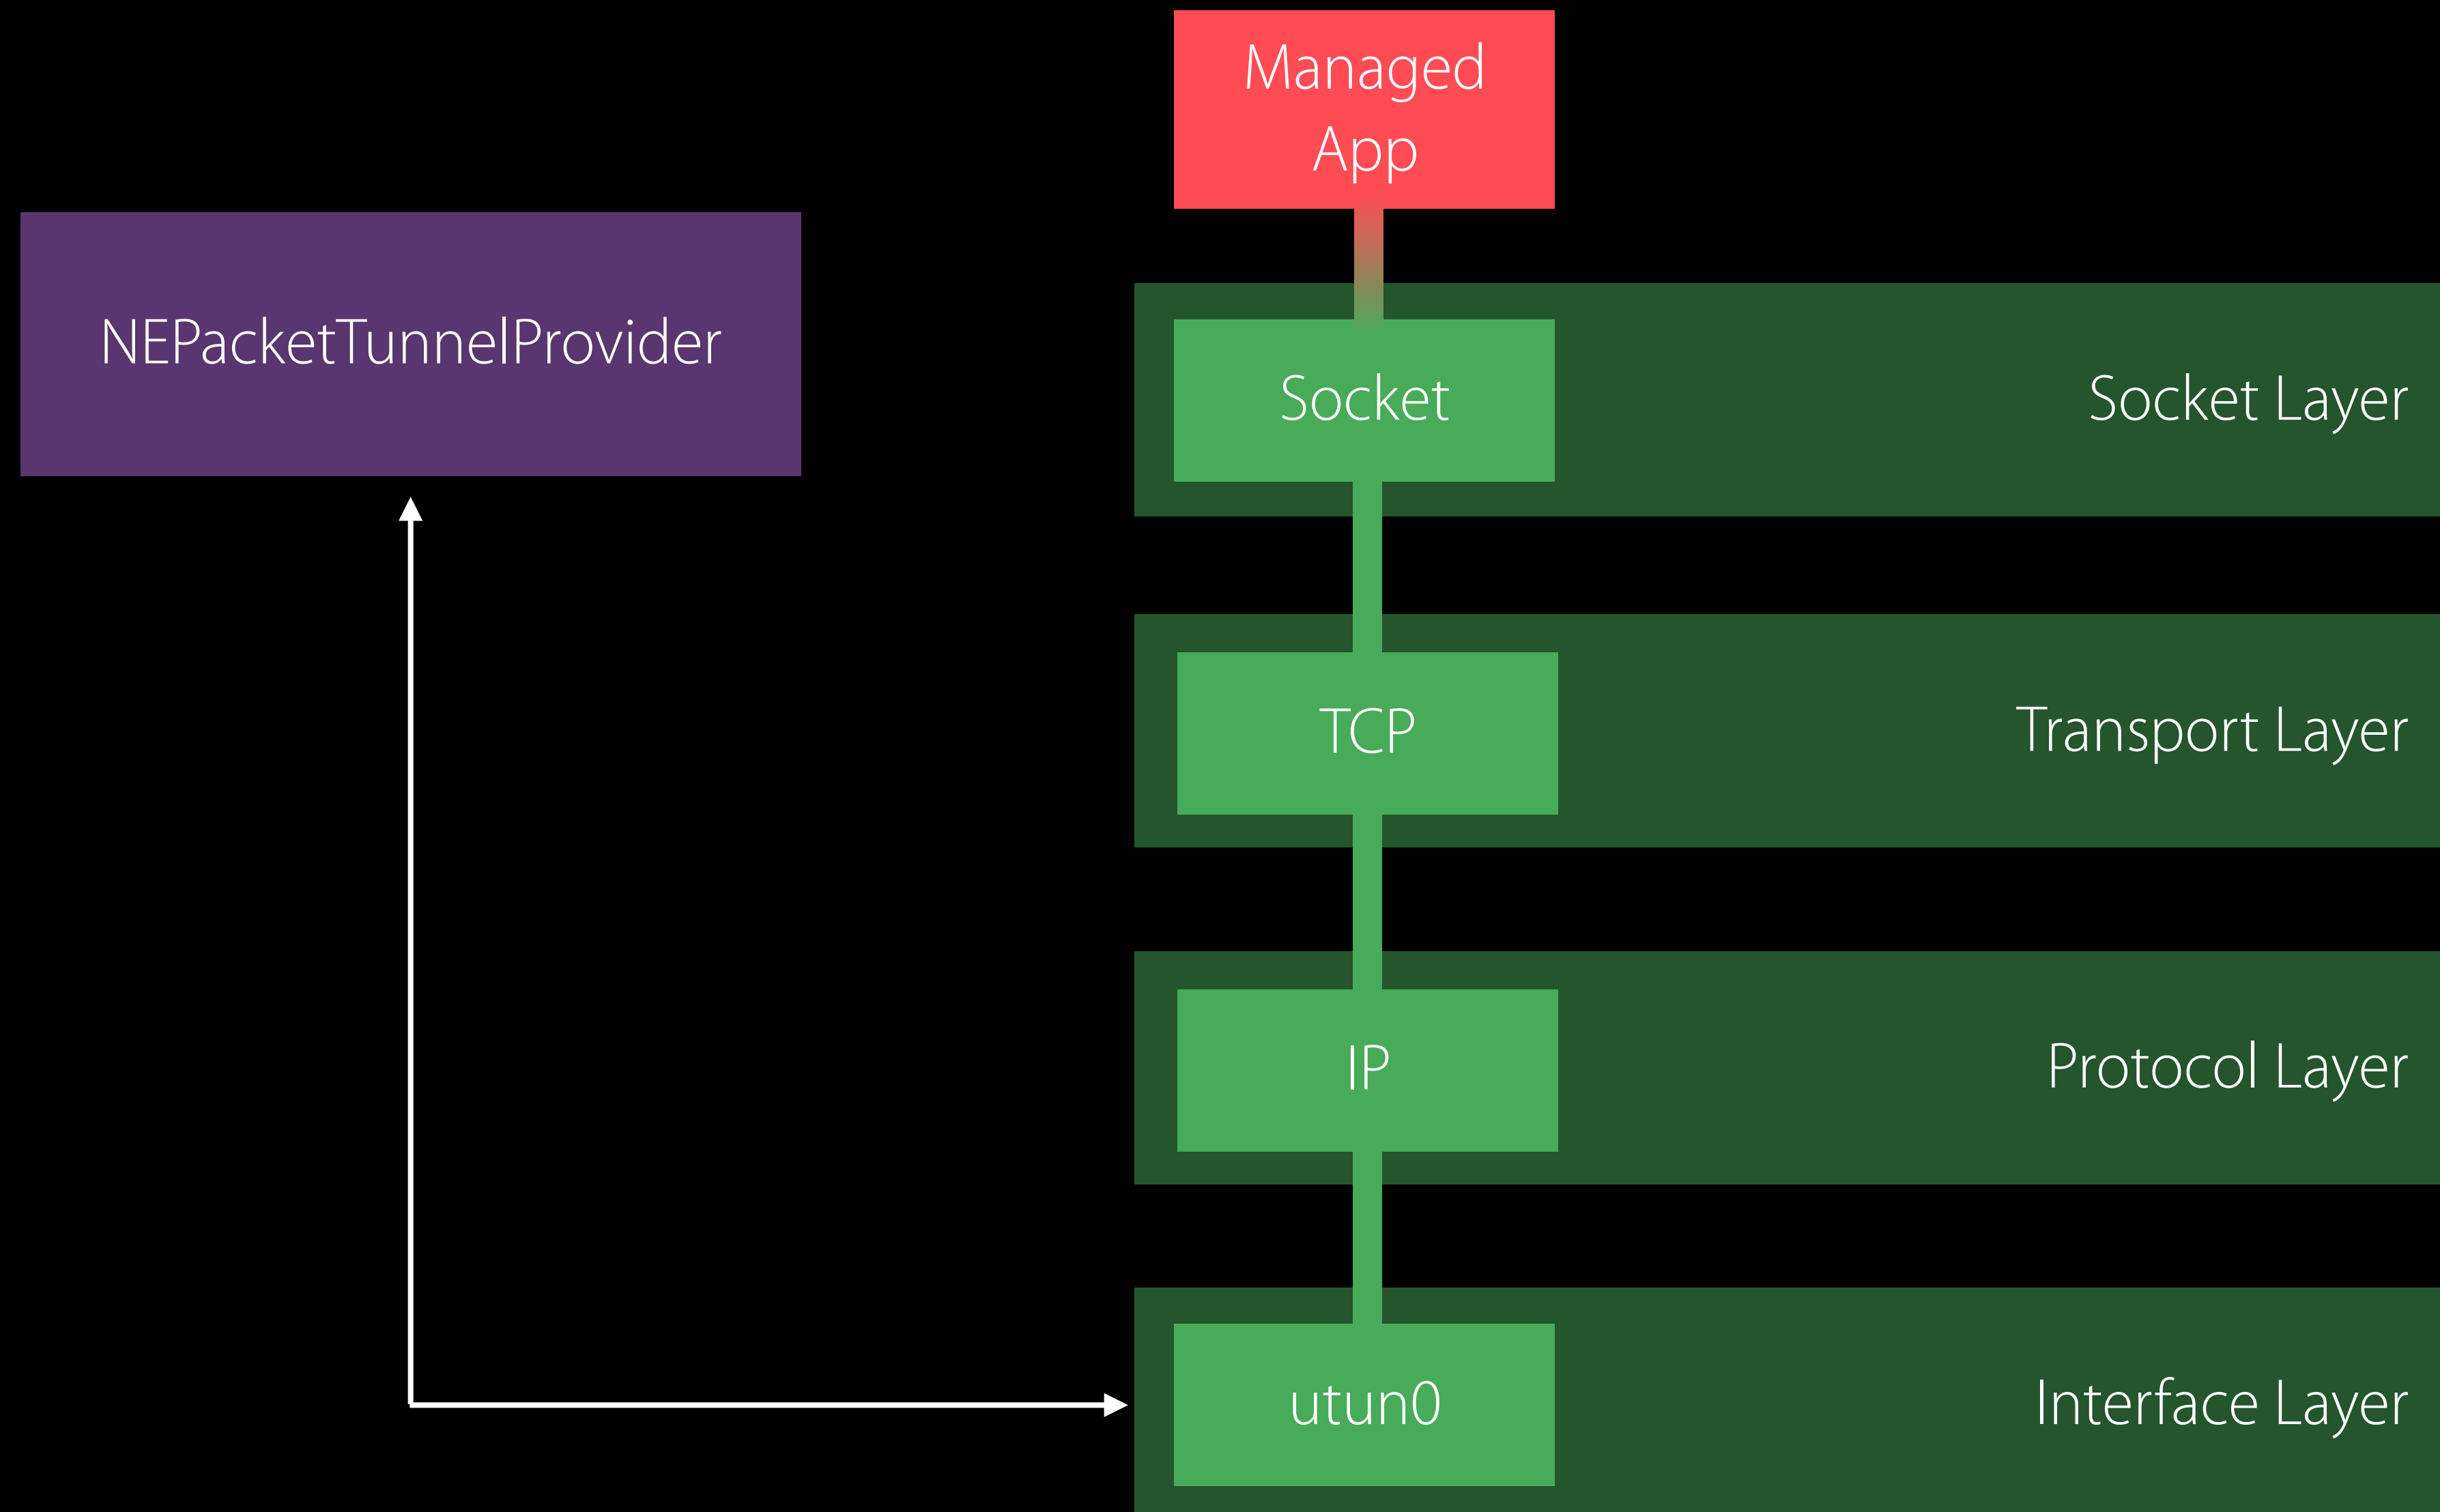 Managed
App
NEPacketTunnelProvider
Socket
Socket Layer
TCP
Transport Layer
IP
Protocol Layer
utun0
Interface Layer